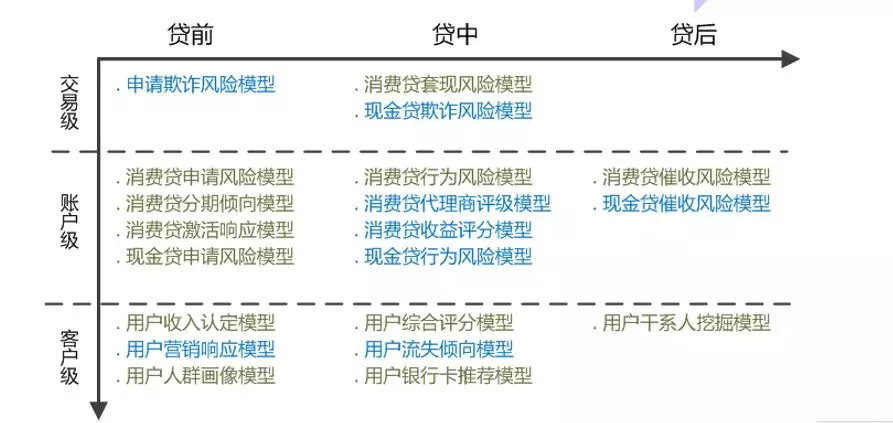 贷前 贷中 贷后
交易级
. 申请欺诈风险模型
. 消费贷套现风险模型
. 现金贷欺诈风险模型
账户级
. 消费贷申请风险模型
. 消费贷分期倾向模型
. 消费贷激活响应模型
. 现金贷申请风险模型
. 消费贷行为风险模型
. 消费贷代理商评级模型
. 消费贷收益评分模型
. 现金贷行为风险模型
. 消费贷催收风险模型
. 现金贷催收风险模型
客户级
. 用户收入认定模型
. 用户营销响应模型
. 用户人群画像模型
. 用户综合评分模型
. 用户流失倾向模型
. 用户银行卡推荐模型
. 用户干系人挖掘模型